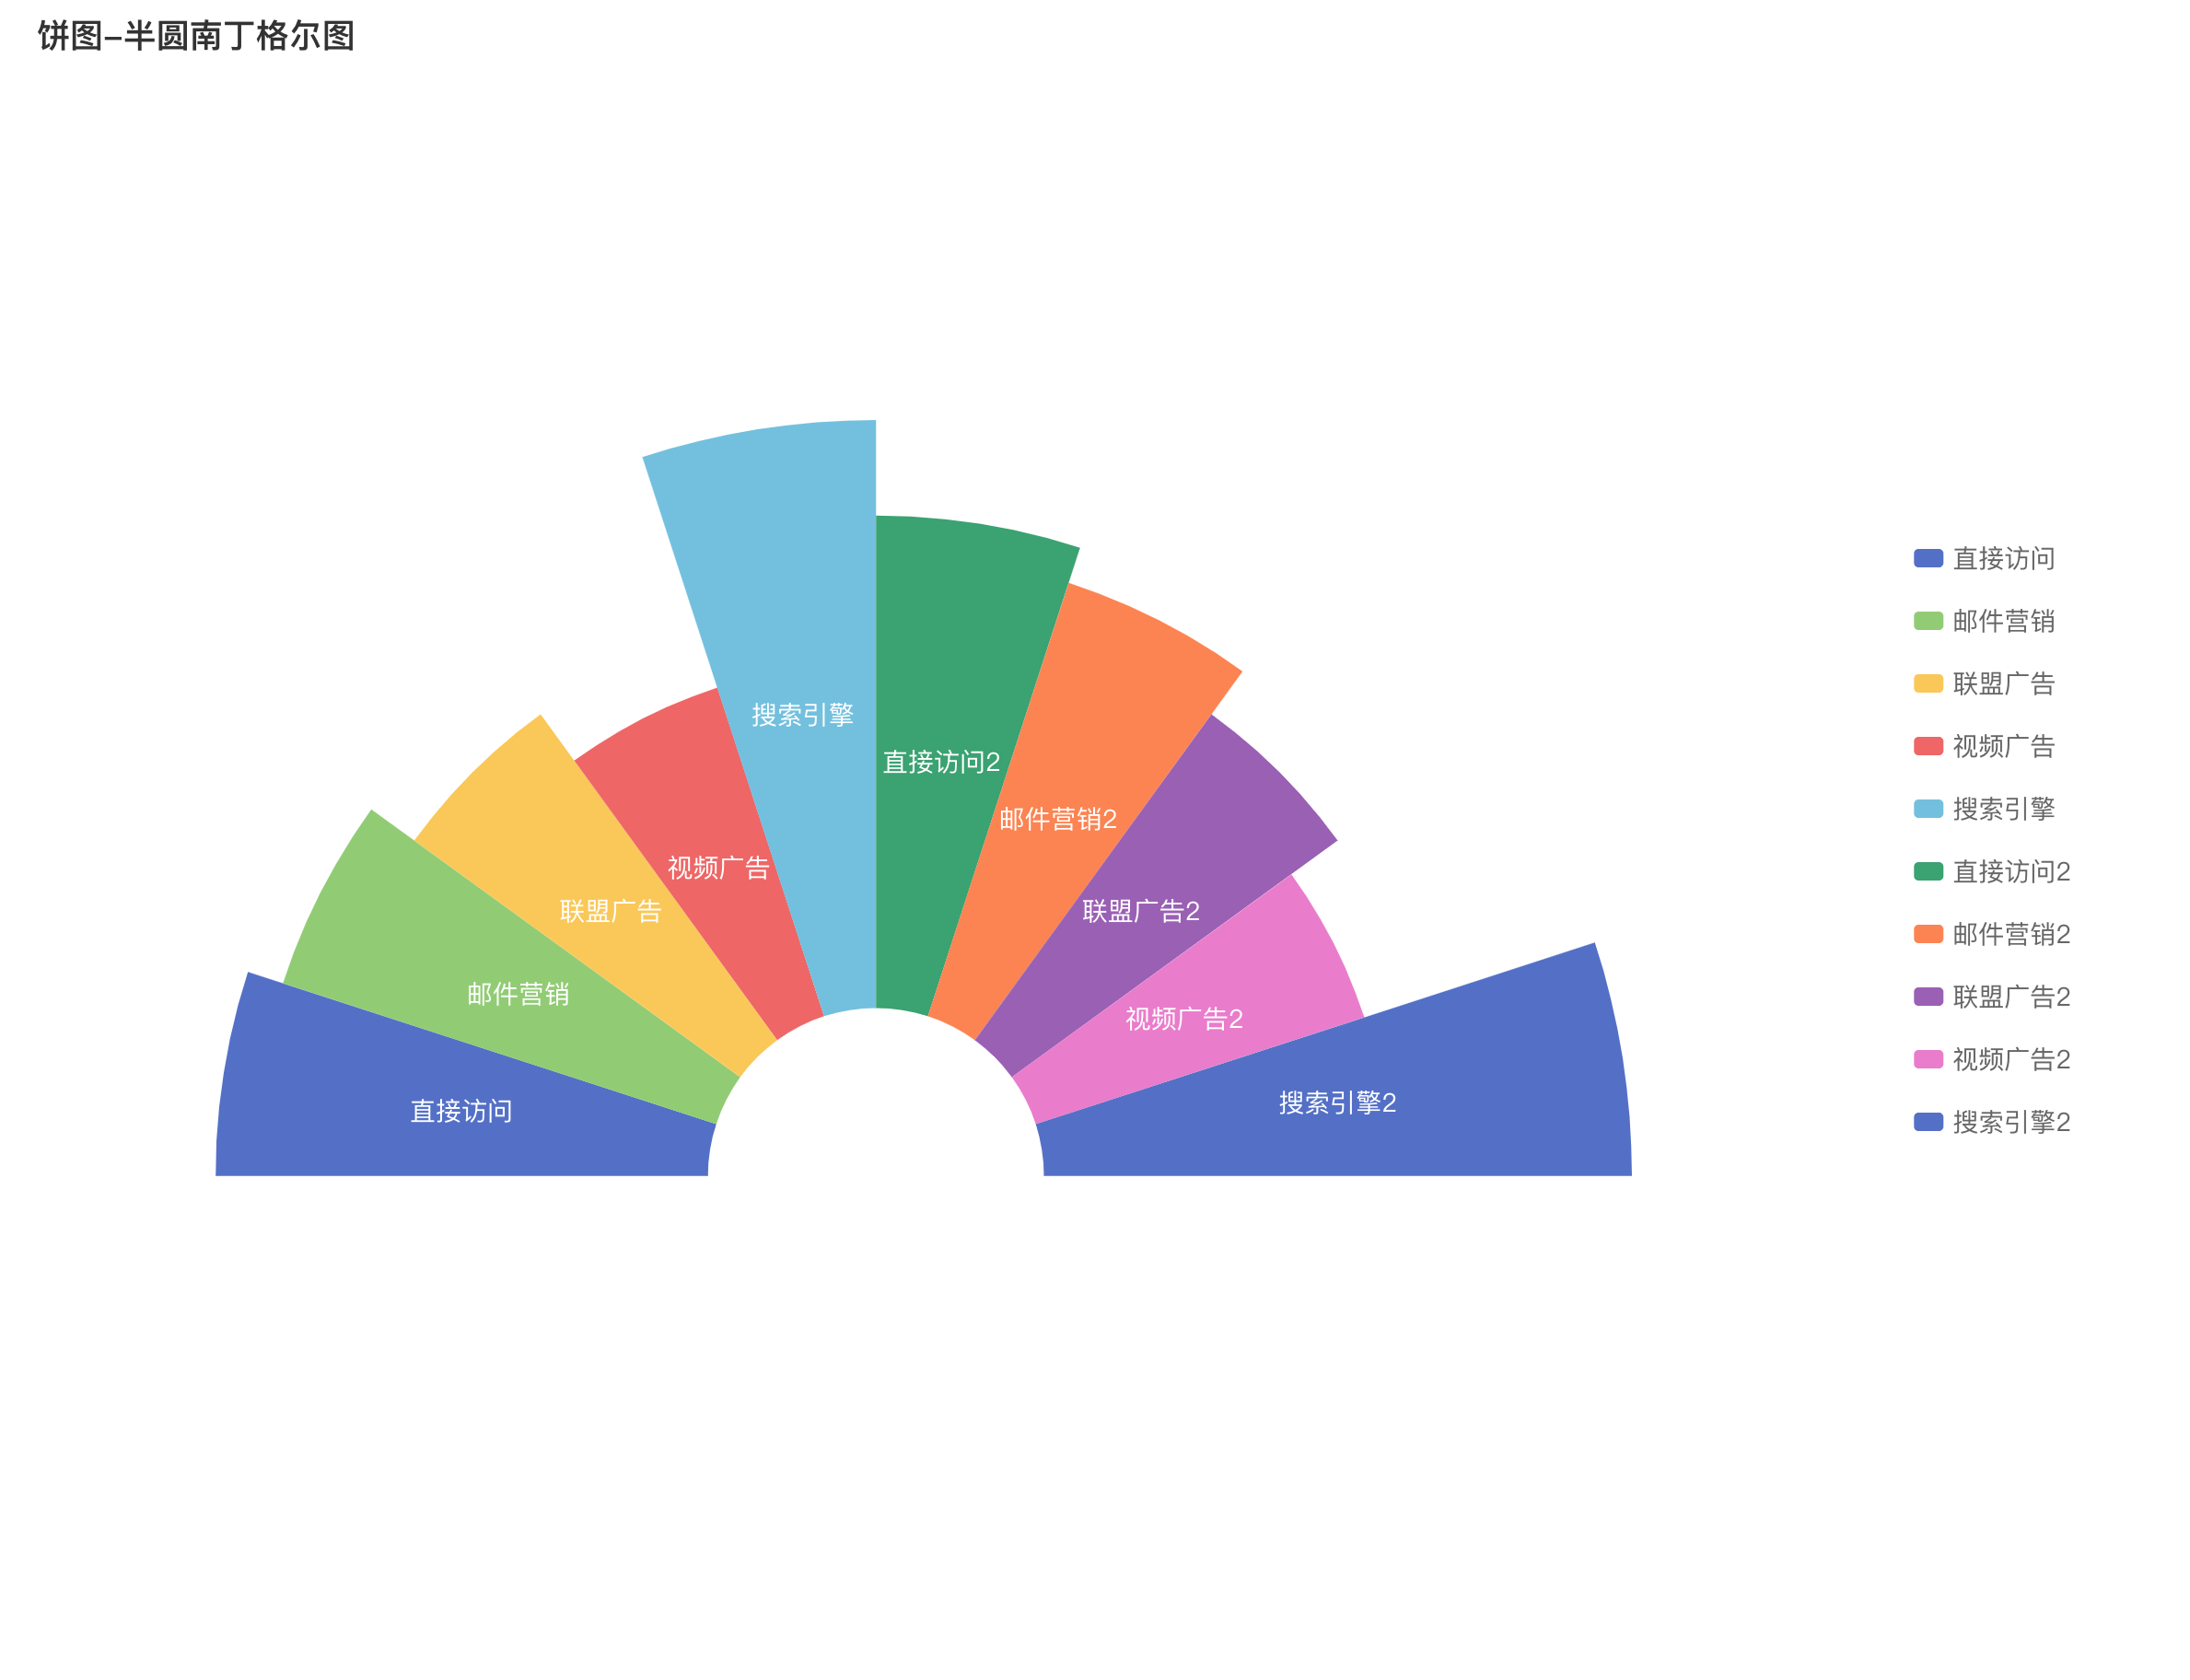 饼图-半圆南丁格尔图
搜索引擎
直接访问2
邮件营销2
视频广告
联盟广告
联盟广告2
邮件营销
视频广告2
直接访问
搜索引擎2
直接访问
邮件营销
联盟广告
视频广告
搜索引擎
直接访问2
邮件营销2
联盟广告2
视频广告2
搜索引擎2